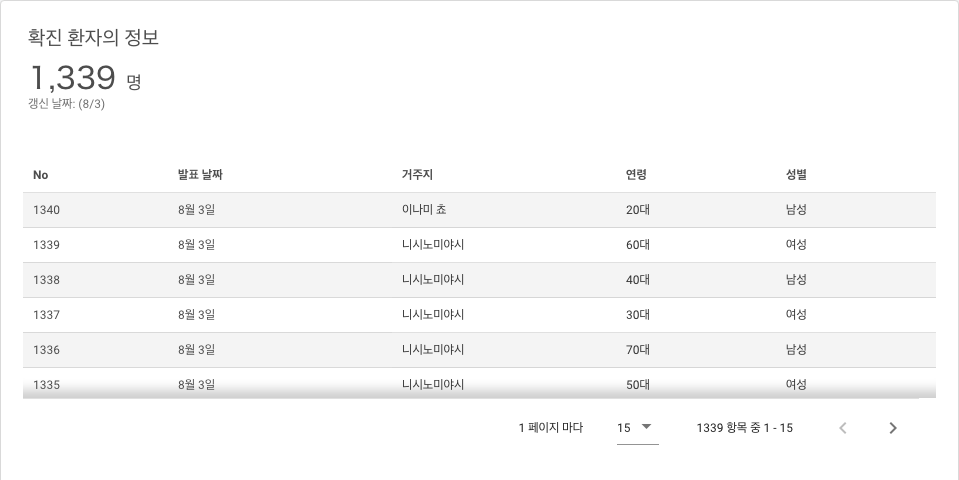 확진 환자의 정보
1,339 명
갱신 날짜: (8/3)
No 발표 날짜 거주지 연령 성별
1340 8월 3일 이나미 쵸 20대 남성
1339 8월 3일 니시노미야시 60대 여성
1338 8월 3일 니시노미야시 40대 남성
1337 8월 3일 니시노미야시 30대 여성
1336 8월 3일 니시노미야시 70대 남성
1335 8월 3일 니시노미야시 50대 여성
1 페이지 마다 15 1339 항목 중 1 - 15